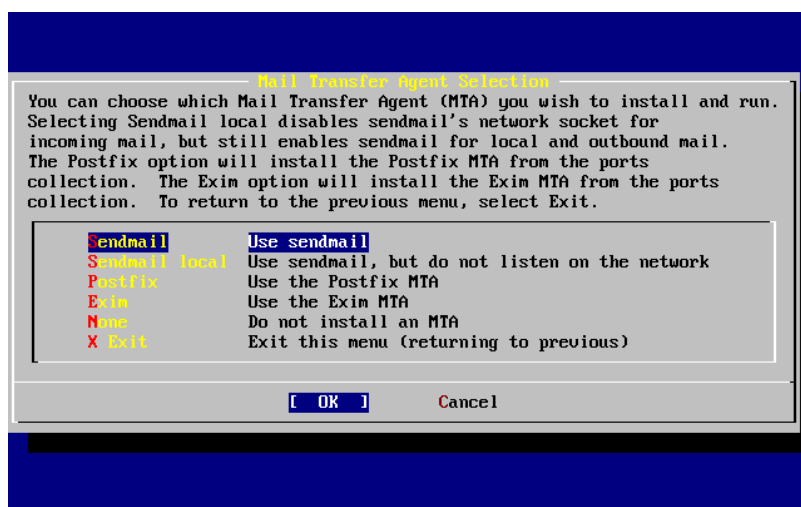 Mail Transfer Agent Selection
You can choose which Mail Transfer Agent (MTA) you wish to install and run.
Selecting Sendmail local disables sendmail's network socket for
incoming mail, but still enables sendmail for local and outbound mail.
The Postfix option will install the Postfix MTA from the ports
collection.  The Exim option will install the Exim MTA from the ports
collection.  To return to the previous menu, select Exit.
Sendmail Use sendmail
Sendmail local Use sendmail, but do not listen on the network
Postfix Use the Postfix MTA
Exim Use the Exim MTA
None Do not install an MTA
X Exit Exit this menu (returning to previous)
[ OK ] Cancel